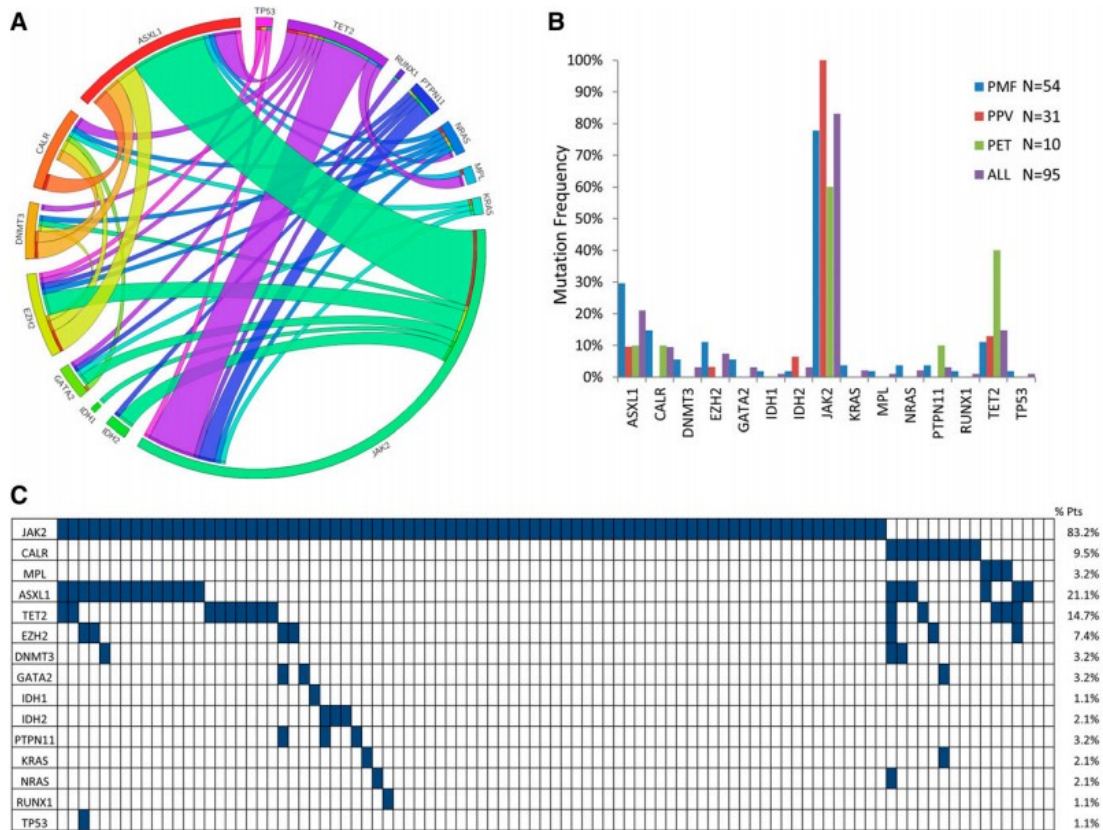 A
TP53
TET2
RUNX1
PTPN11
NRAS
MPL
KRAS
JAK2
IDH2
IDH1
GATA2
EZH2
DNMT3
CALR
ASXL1
B
Mutation Frequency
100%
90%
80%
70%
60%
50%
40%
30%
20%
10%
0%
PMF N=54
PPV N=31
PET N=10
ALL N=95
ASXL1
CALR
DNMT3
EZH2
GATA2
IDH1
IDH2
JAK2
KRAS
MPL
NRAS
PTPN11
RUNX1
TET2
TP53
C
% Pts
JAK2 83.2%
CALR 9.5%
MPL 3.2%
ASXL1 21.1%
TET2 14.7%
EZH2 7.4%
DNMT3 3.2%
GATA2 3.2%
IDH1 1.1%
IDH2 2.1%
PTPN11 3.2%
KRAS 2.1%
NRAS 2.1%
RUNX1 1.1%
TP53 1.1%